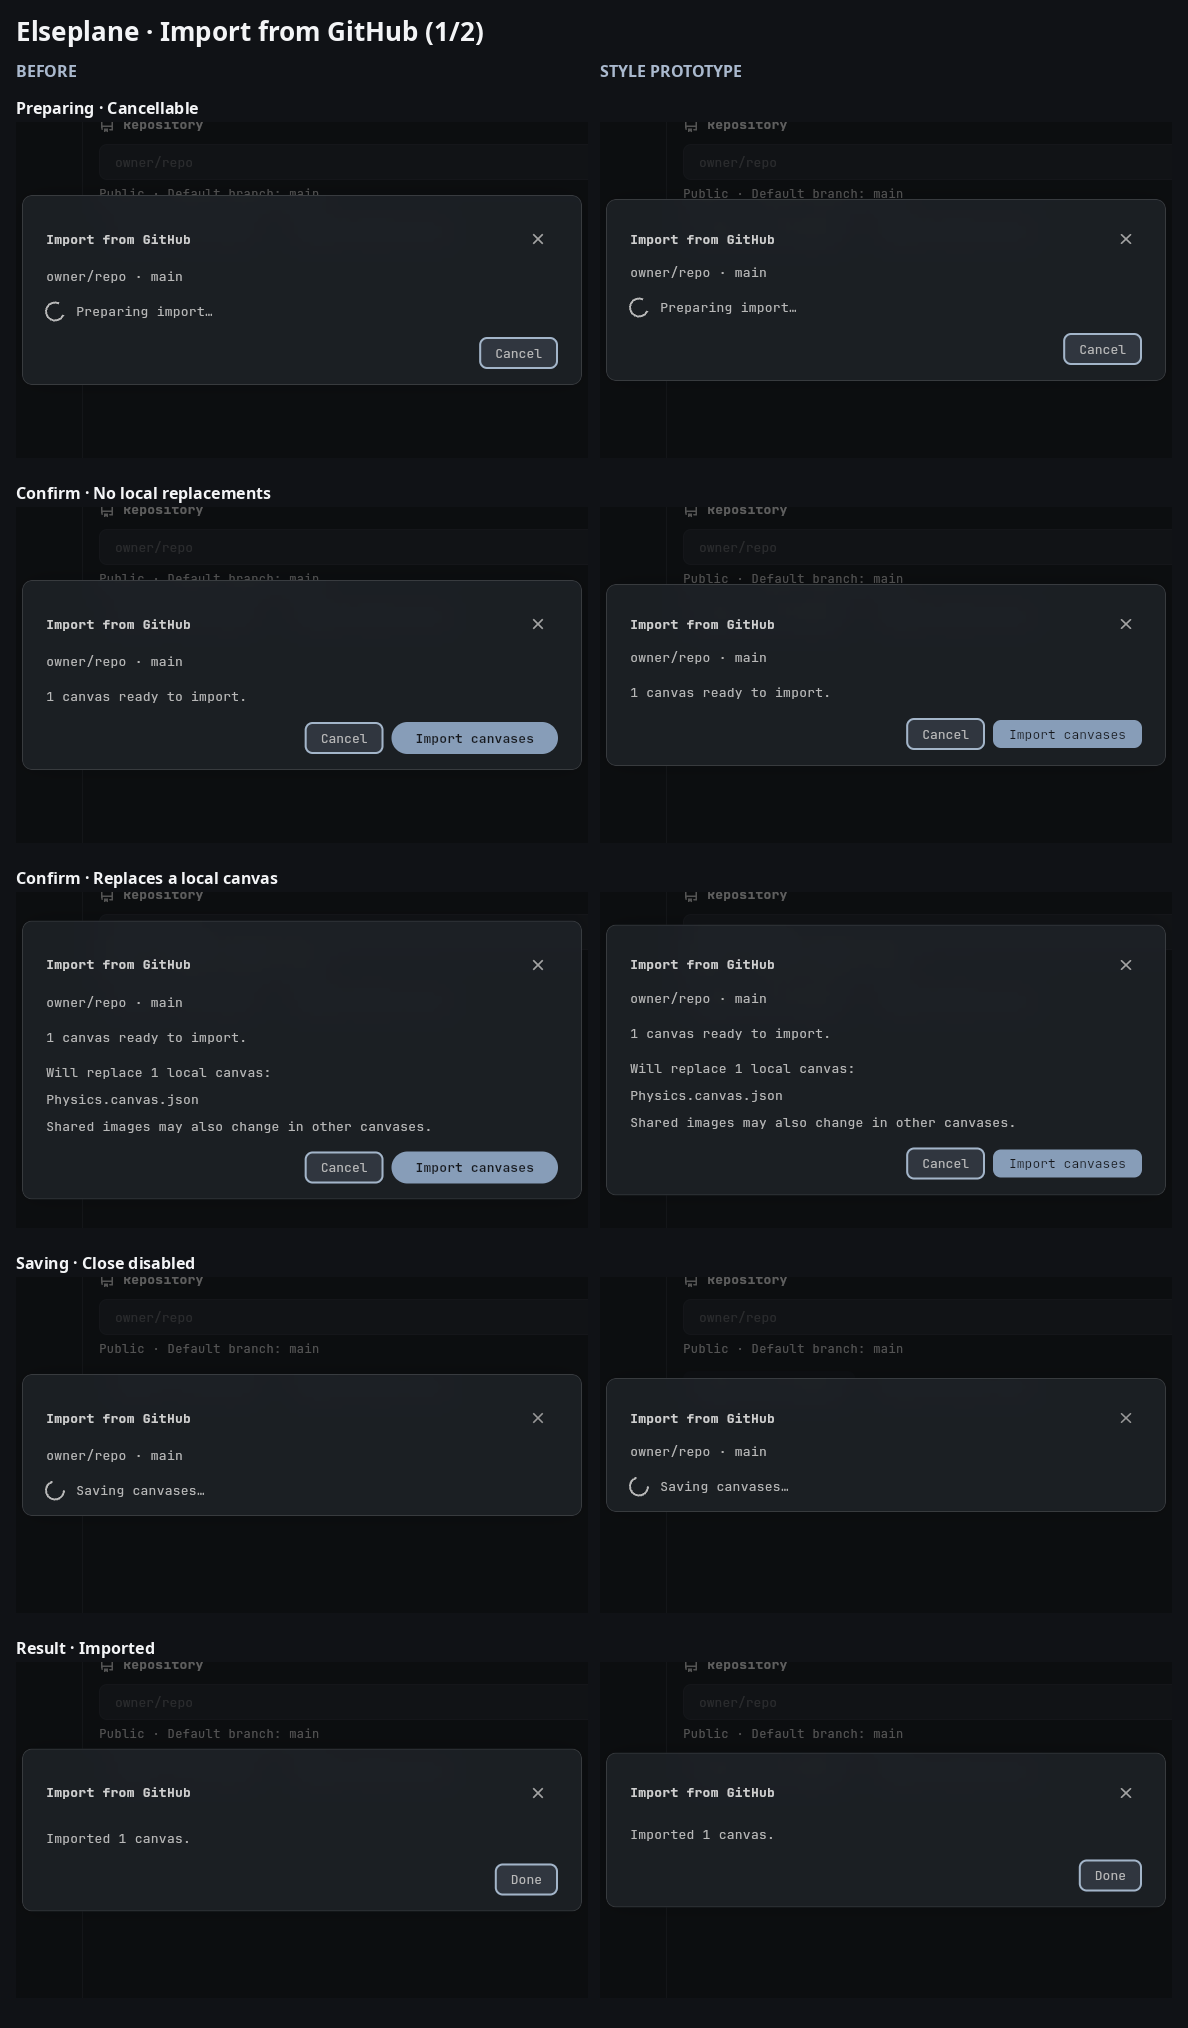 Elseplane · Import from GitHub (1/2)
BEFORE
STYLE PROTOTYPE
Preparing · Cancellable
Repository
owner/repo
Public · Default branch: main
Import from GitHub
owner/repo · main
Preparing import…
Cancel
Repository
owner/repo
Public · Default branch: main
Import from GitHub
owner/repo · main
Preparing import…
Cancel
Confirm · No local replacements
Repository
owner/repo
Public · Default branch: main
Import from GitHub
owner/repo · main
1 canvas ready to import.
Cancel
Import canvases
Repository
owner/repo
Public · Default branch: main
Import from GitHub
owner/repo · main
1 canvas ready to import.
Cancel
Import canvases
Confirm · Replaces a local canvas
Repository
Import from GitHub
owner/repo · main
1 canvas ready to import.
Will replace 1 local canvas:
Physics.canvas.json
Shared images may also change in other canvases.
Cancel
Import canvases
Repository
Import from GitHub
owner/repo · main
1 canvas ready to import.
Will replace 1 local canvas:
Physics.canvas.json
Shared images may also change in other canvases.
Cancel
Import canvases
Saving · Close disabled
Repository
owner/repo
Public · Default branch: main
Import from GitHub
owner/repo · main
Saving canvases…
Repository
owner/repo
Public · Default branch: main
Import from GitHub
owner/repo · main
Saving canvases…
Result · Imported
Repository
owner/repo
Public · Default branch: main
Import from GitHub
Imported 1 canvas.
Done
Repository
owner/repo
Public · Default branch: main
Import from GitHub
Imported 1 canvas.
Done